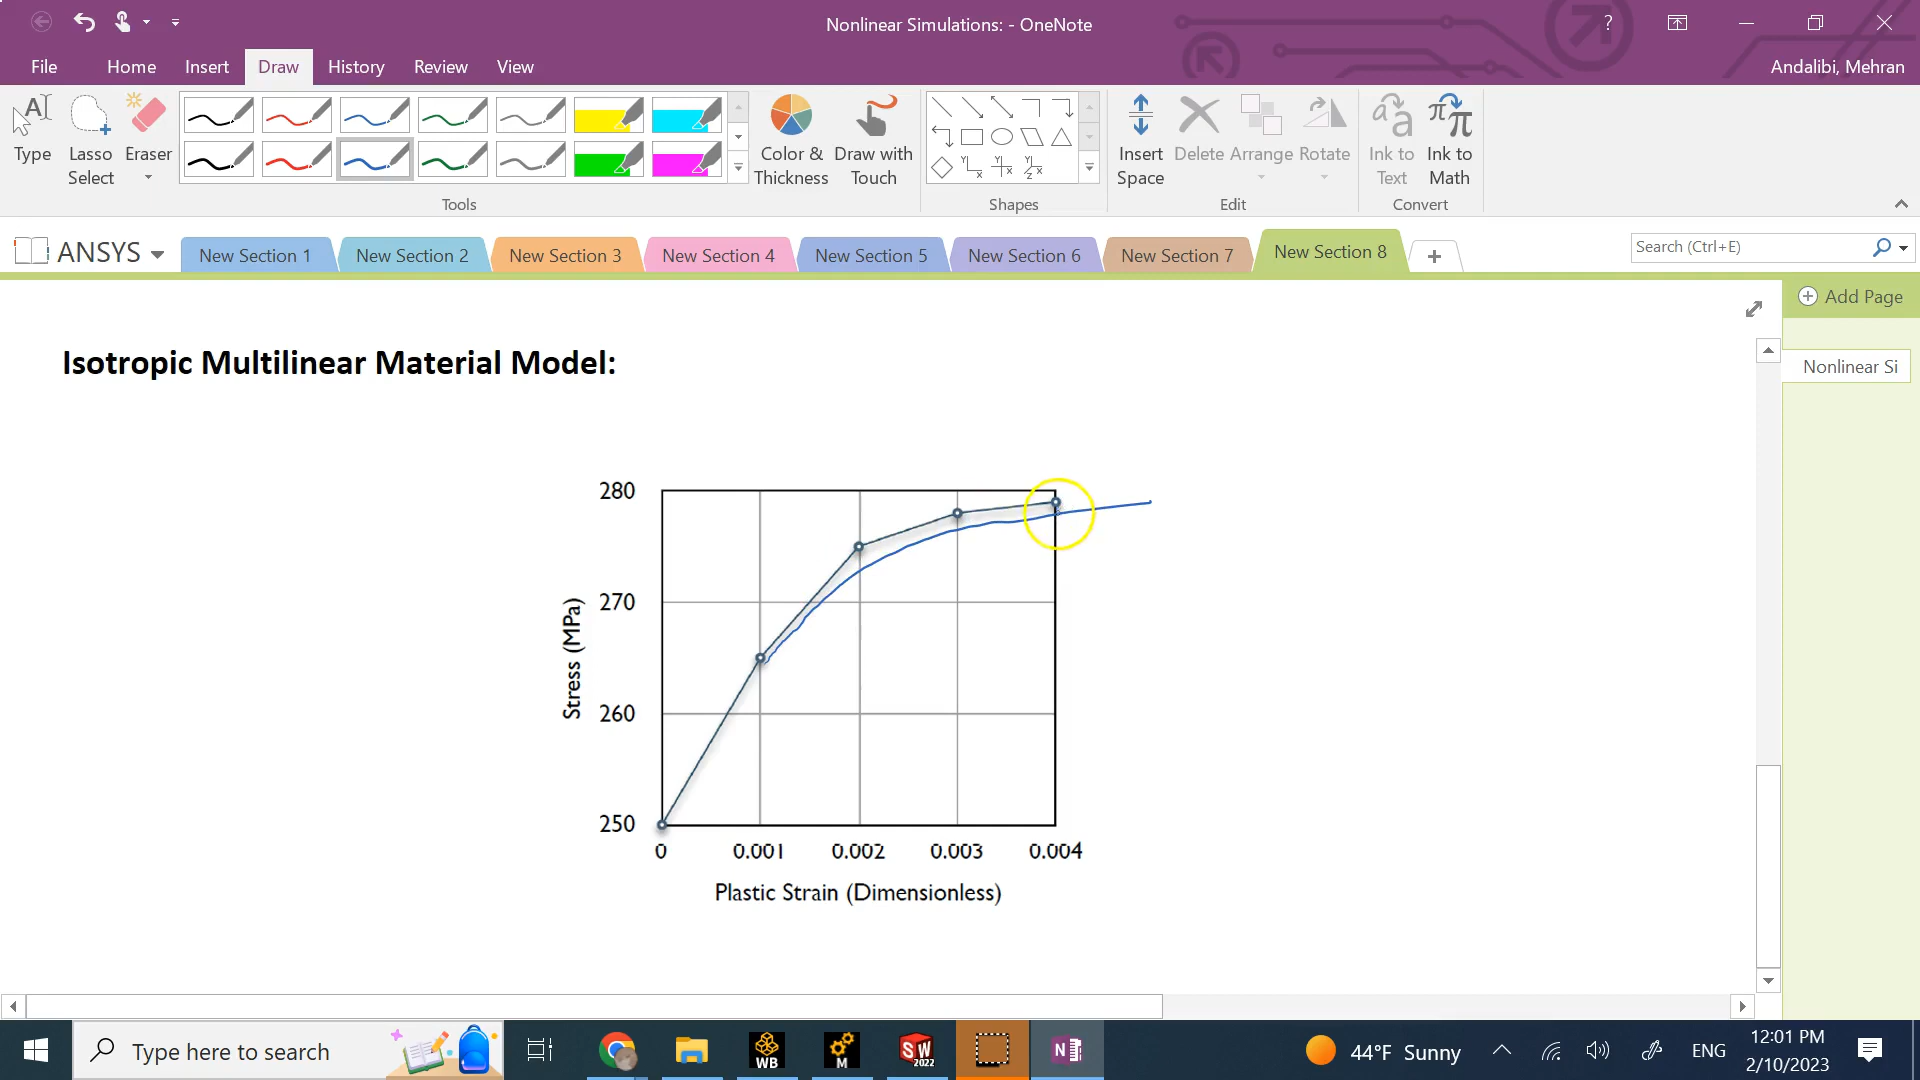 Nonlinear Simulations: - OneNote
?
File Home Insert Draw History Review View
Andalibi, Mehran
Type
Lasso Select
Eraser
Color & Thickness
Draw with Touch
Insert Space
Delete
Arrange
Rotate
Ink to Text
Ink to Math
Tools
Shapes
Edit
Convert
ANSYS
New Section 1
New Section 2
New Section 3
New Section 4
New Section 5
New Section 6
New Section 7
New Section 8
Search (Ctrl+E)
Add Page
Nonlinear Si
Isotropic Multilinear Material Model:
280
270
260
250
Stress (MPa)
0 0.001 0.002 0.003 0.004
Plastic Strain (Dimensionless)
Type here to search
WB
M
SW
2022
N
44°F Sunny
ENG
12:01 PM
2/10/2023